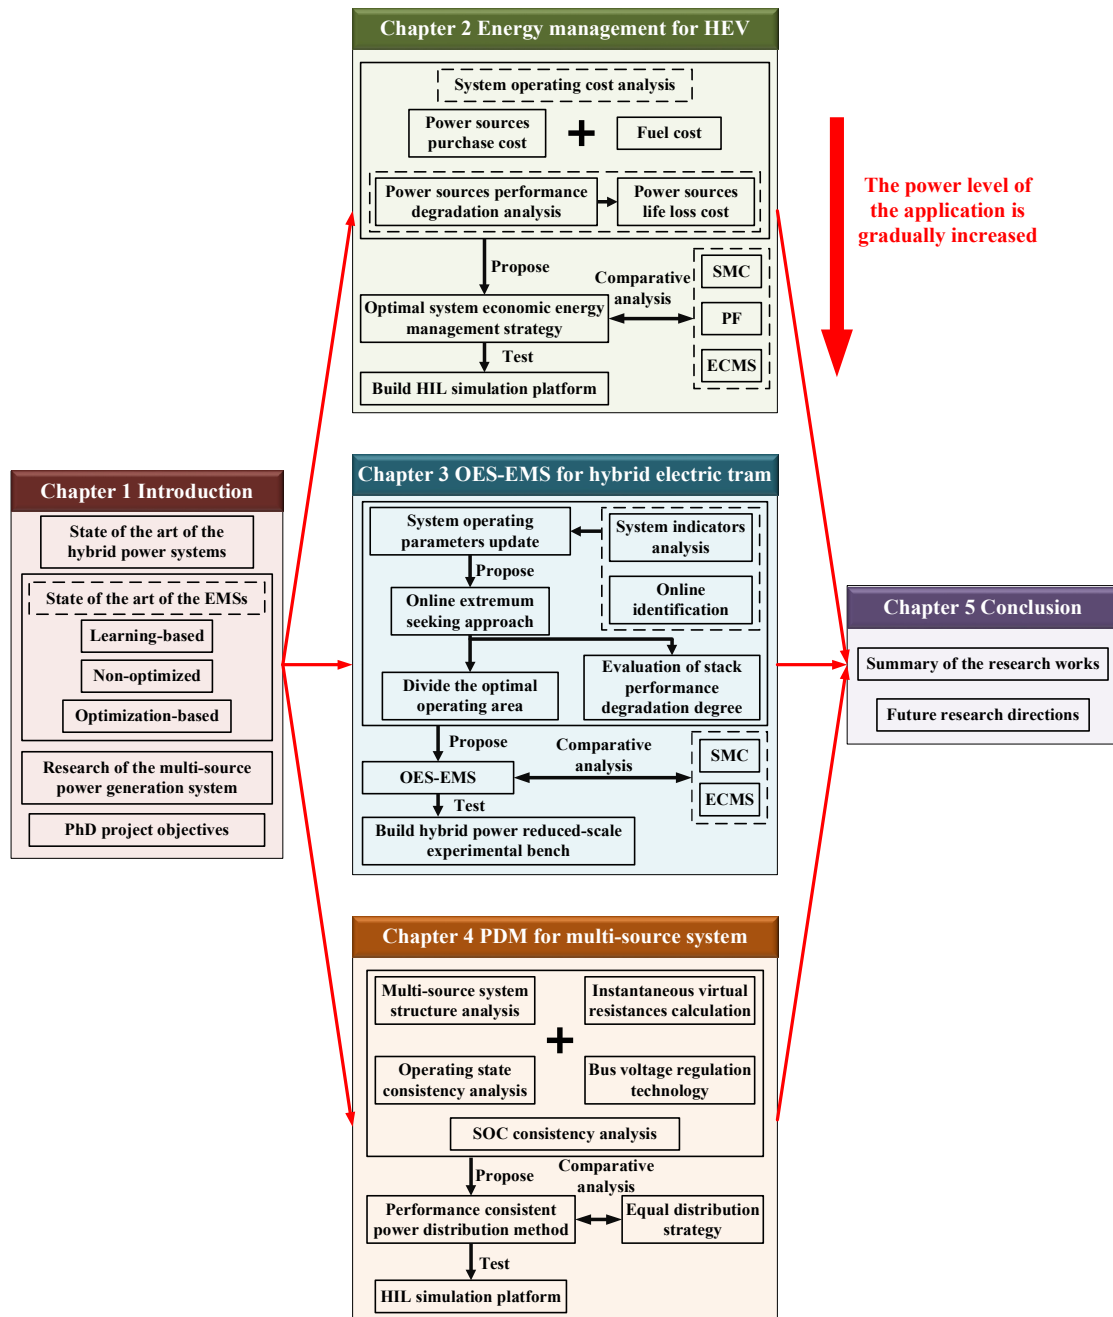 Chapter 2 Energy management for HEV
System operating cost analysis
Power sources
purchase cost
Fuel cost
Power sources performance
degradation analysis
Power sources
life loss cost
Propose
Optimal system economic energy
management strategy
Comparative
analysis
SMC
PF
ECMS
Test
Build HIL simulation platform
The power level of
the application is
gradually increased
Chapter 1 Introduction
State of the art of the
hybrid power systems
State of the art of the EMSs
Learning-based
Non-optimized
Optimization-based
Research of the multi-source
power generation system
PhD project objectives
Chapter 3 OES-EMS for hybrid electric tram
System operating
parameters update
System indicators
analysis
Propose
Online extremum
seeking approach
Online
identification
Divide the optimal
operating area
Evaluation of stack
performance
degradation degree
Propose
OES-EMS
Comparative
analysis
SMC
ECMS
Test
Build hybrid power reduced-scale
experimental bench
Chapter 4 PDM for multi-source system
Multi-source system
structure analysis
Instantaneous virtual
resistances calculation
+
Operating state
consistency analysis
Bus voltage regulation
technology
SOC consistency analysis
Propose
Comparative
analysis
Performance consistent
power distribution method
Equal distribution
strategy
Test
HIL simulation platform
Chapter 5 Conclusion
Summary of the research works
Future research directions